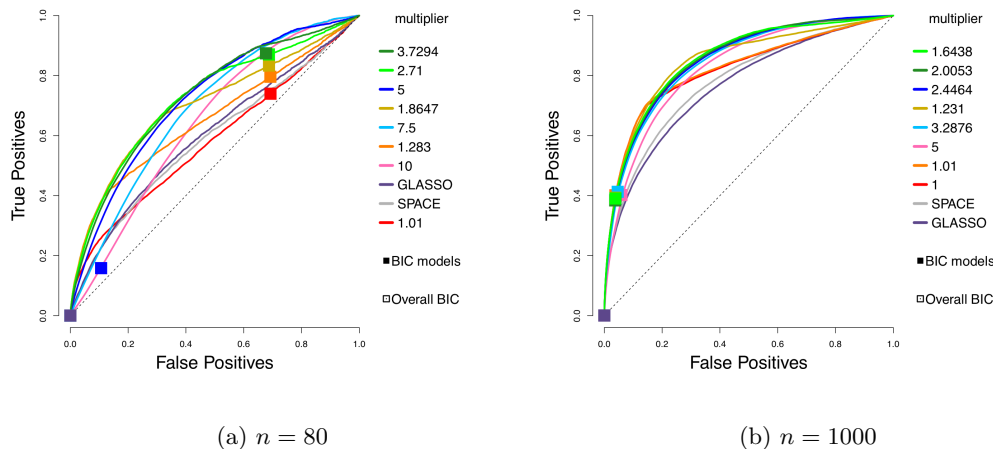 multiplier
3.7294
2.71
5
1.8647
7.5
1.283
10
GLASSO
SPACE
1.01
BIC models
Overall BIC
True Positives
1.0
0.8
0.6
0.4
0.2
0.0
0.0 0.2 0.4 0.6 0.8 1.0
False Positives
(a) n = 80
multiplier
1.6438
2.0053
2.4464
1.231
3.2876
5
1.01
1
SPACE
GLASSO
BIC models
Overall BIC
True Positives
1.0
0.8
0.6
0.4
0.2
0.0
0.0 0.2 0.4 0.6 0.8 1.0
False Positives
(b) n = 1000